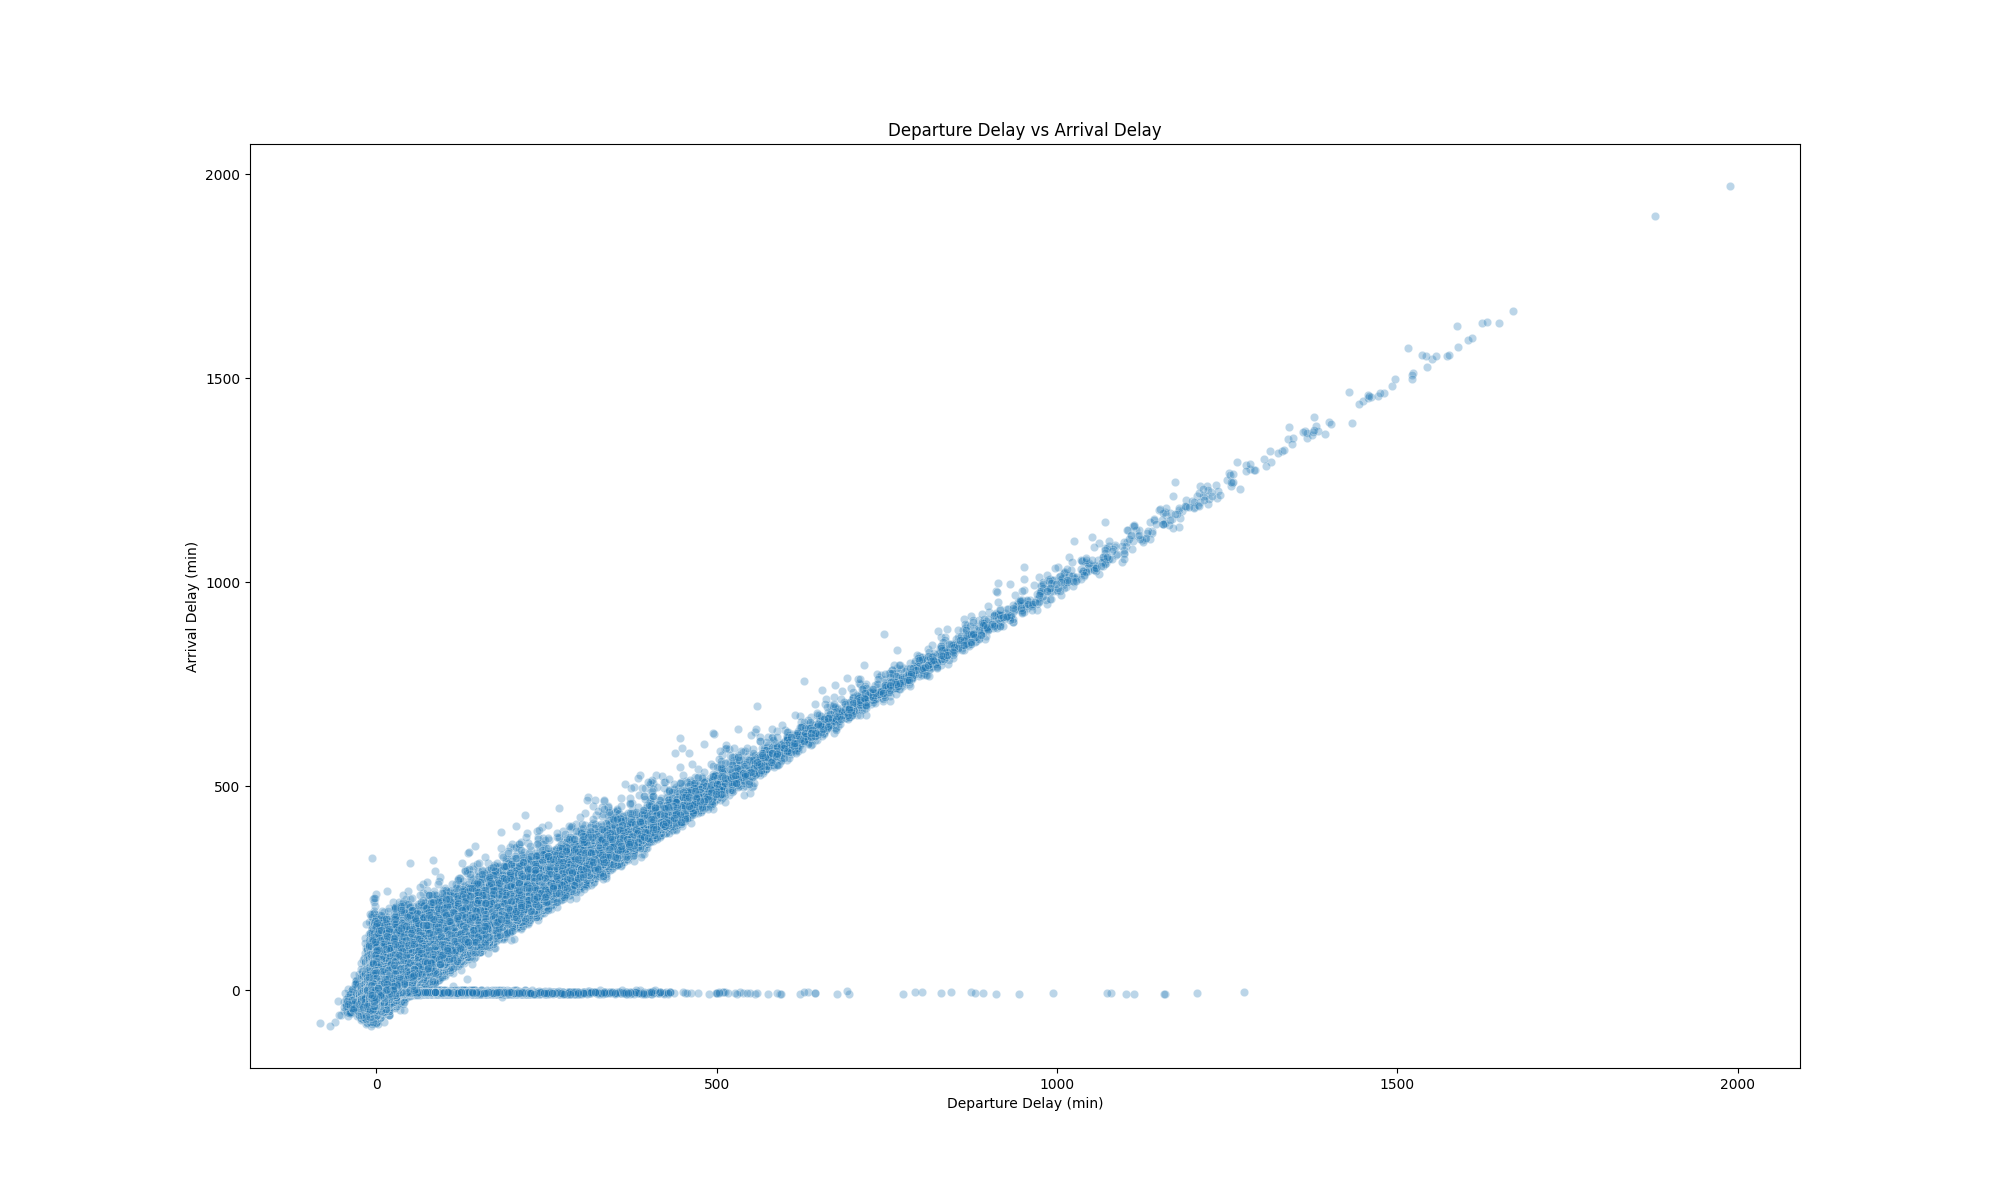 Departure Delay vs Arrival Delay
2000
1500
1000
500
0
Arrival Delay (min)
0 500 1000 1500 2000
Departure Delay (min)